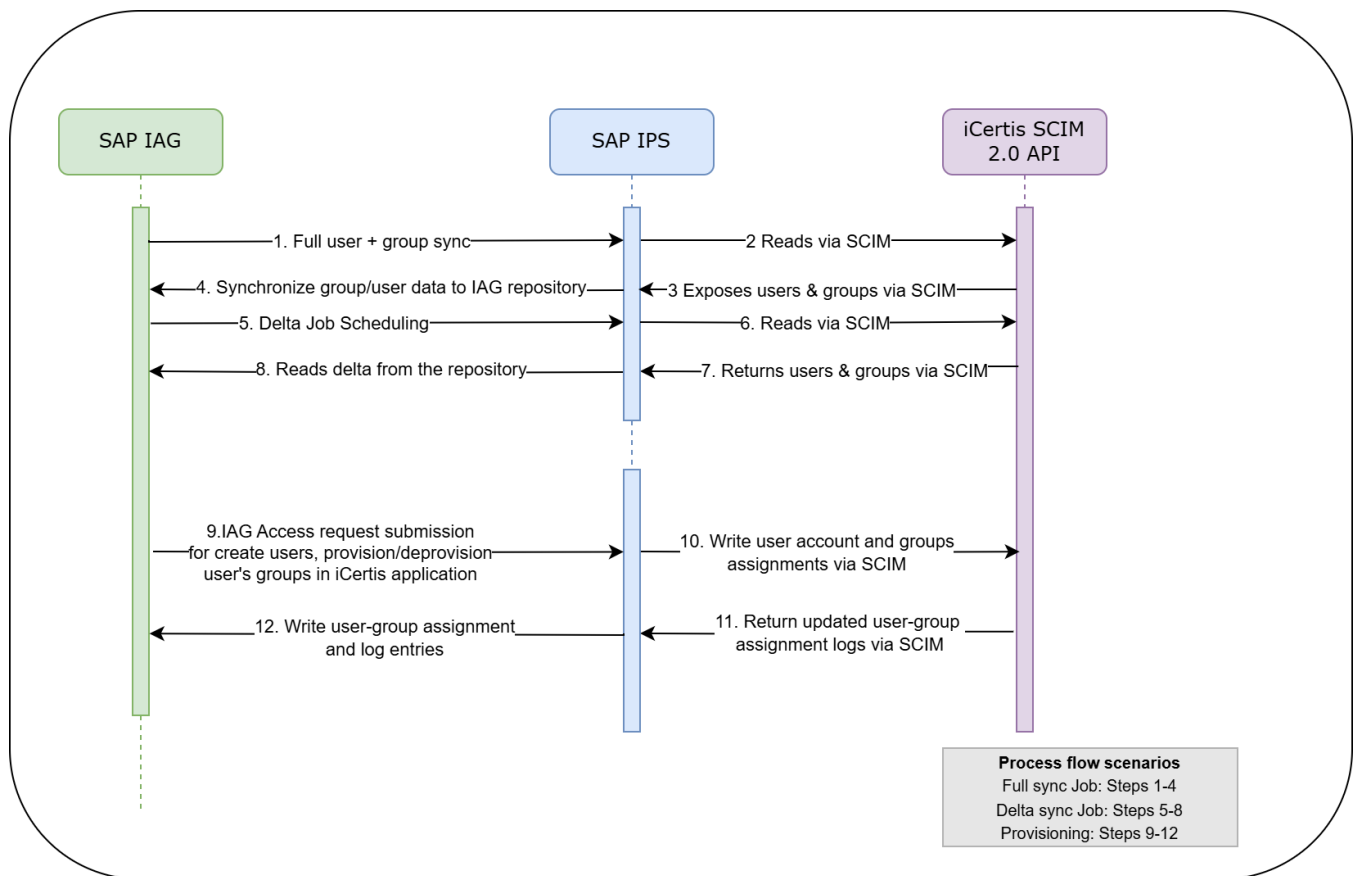 SAP IAG
SAP IPS
iCertis SCIM
2.0 API
1. Full user + group sync
2 Reads via SCIM
4. Synchronize group/user data to IAG repository
3 Exposes users & groups via SCIM
5. Delta Job Scheduling
6. Reads via SCIM
8. Reads delta from the repository
7. Returns users & groups via SCIM
9.IAG Access request submission
for create users, provision/deprovision
user's groups in iCertis application
10. Write user account and groups
assignments via SCIM
12. Write user-group assignment
and log entries
11. Return updated user-group
assignment logs via SCIM
Process flow scenarios
Full sync Job: Steps 1-4
Delta sync Job: Steps 5-8
Provisioning: Steps 9-12